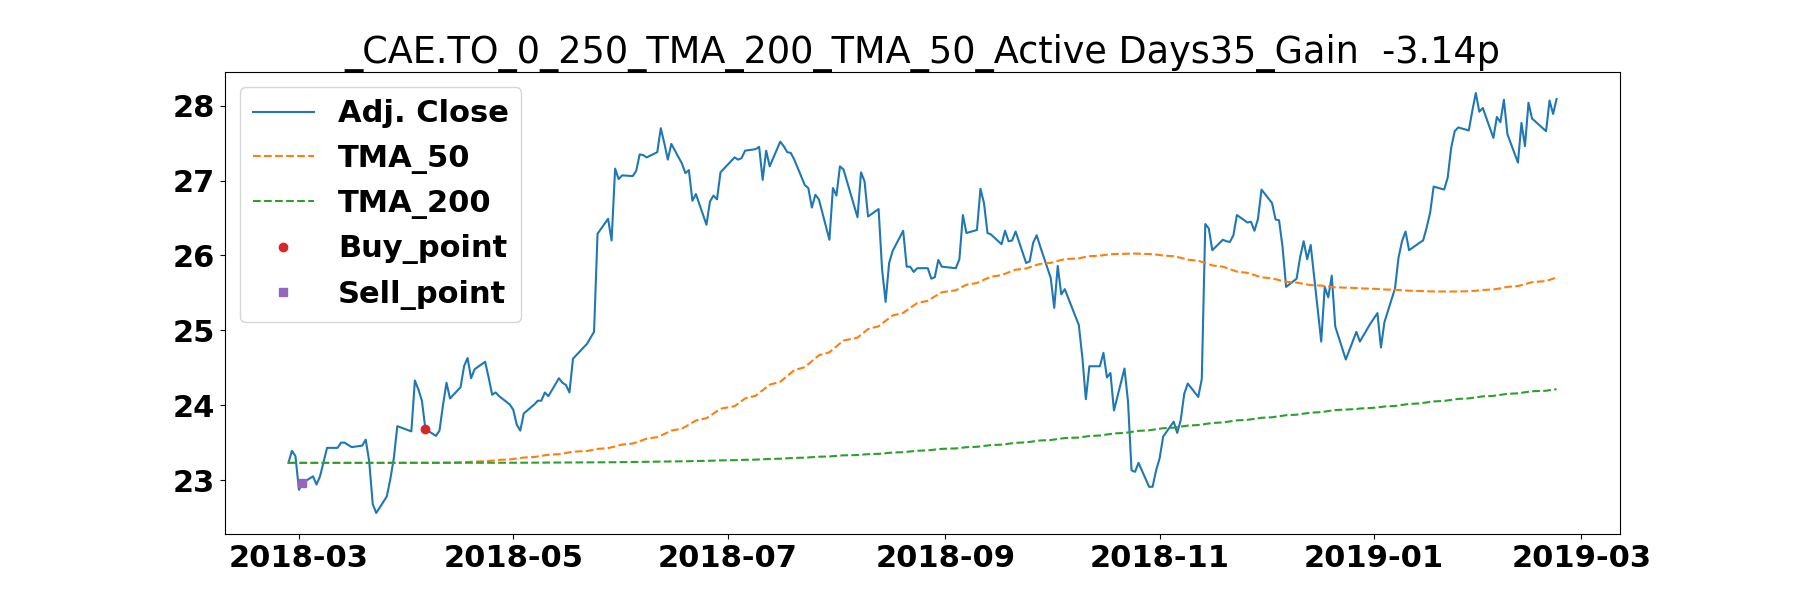 _CAE.TO_0_250_TMA_200_TMA_50_Active Days35_Gain  -3.14p
28
27
26
25
24
23
Adj. Close
TMA_50
TMA_200
Buy_point
Sell_point
2018-03 2018-05 2018-07 2018-09 2018-11 2019-01 2019-03